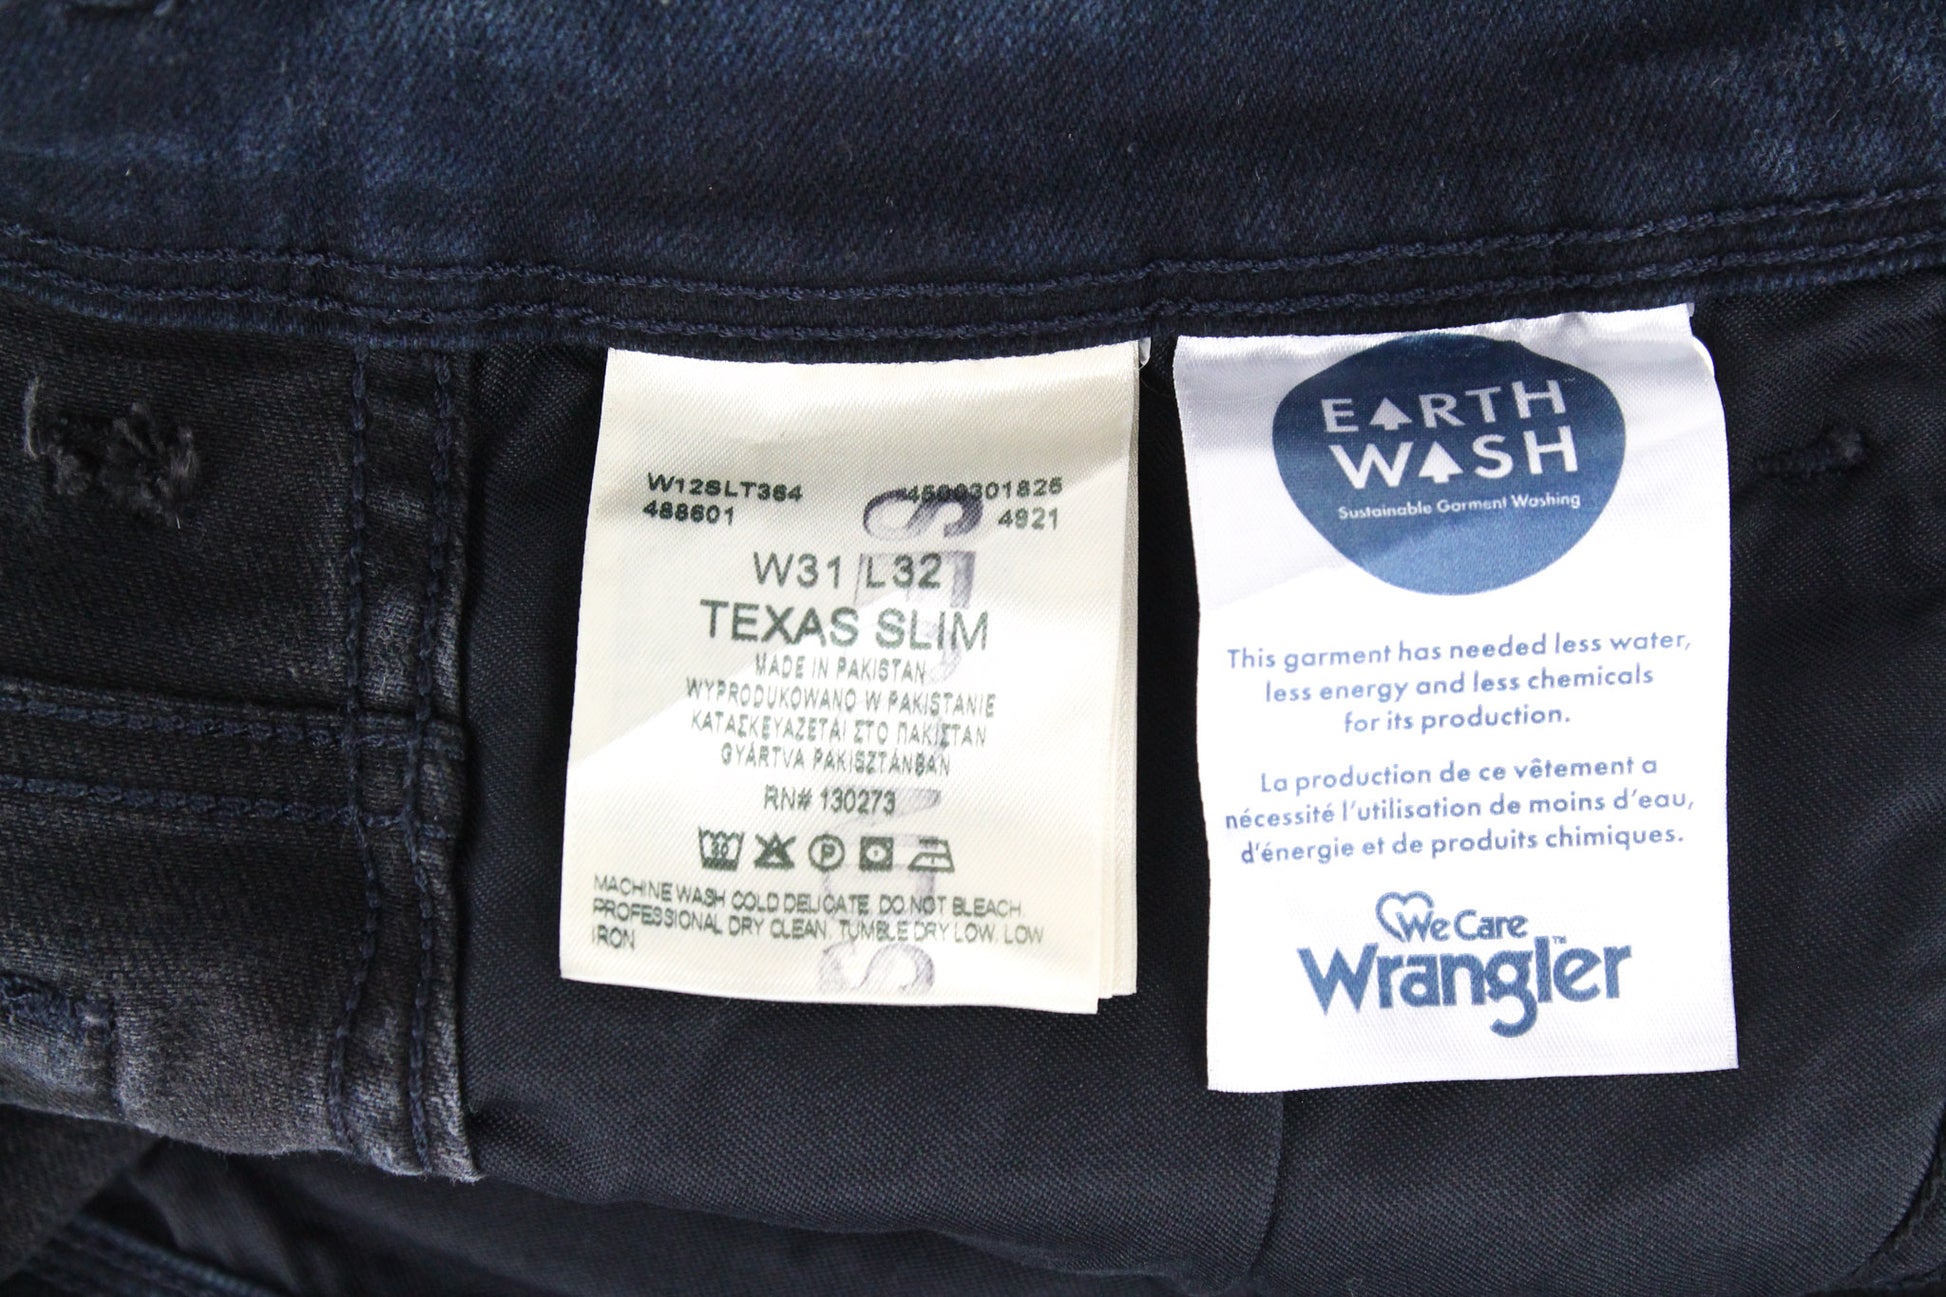 W12SLT364 4500301825
488601 4921
W31 L32
TEXAS SLIM
MADE IN PAKISTAN
WYPRODUKOWANO W PAKISTANIE
ΚΑΤΑΣΚΕΥΑΖΕΤΑΙ ΣΤΟ ΠΑΚΙΣΤΑΝ
GYÁRTVA PAKISZTÁNBAN
RN# 130273
30 P
MACHINE WASH COLD DELICATE, DO NOT BLEACH,
PROFESSIONAL DRY CLEAN, TUMBLE DRY LOW, LOW
IRON
EARTH
WASH
Sustainable Garment Washing
This garment has needed less water,
less energy and less chemicals
for its production.
La production de ce vêtement a
nécessité l'utilisation de moins d'eau,
d'énergie et de produits chimiques.
We Care
Wrangler™